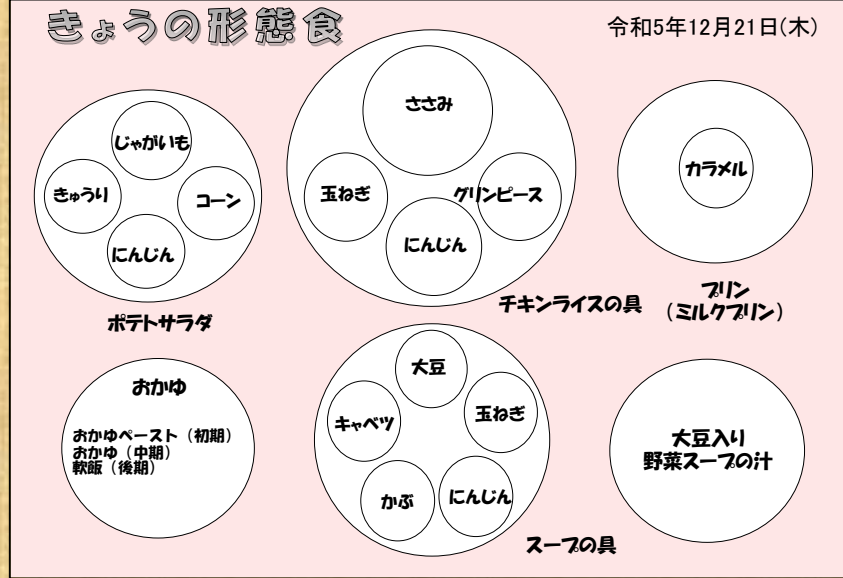 きょうの形態食
令和5年12月21日(木)
じゃがいも
きゅうり
コーン
にんじん
ポテトサラダ
ささみ
玉ねぎ
グリンピース
にんじん
チキンライスの具
カラメル
プリン
(ミルクプリン)
おかゆ
おかゆペースト（初期）
おかゆ（中期）
軟飯（後期）
大豆
キャベツ
玉ねぎ
かぶ
にんじん
スープの具
大豆入り
野菜スープの汁